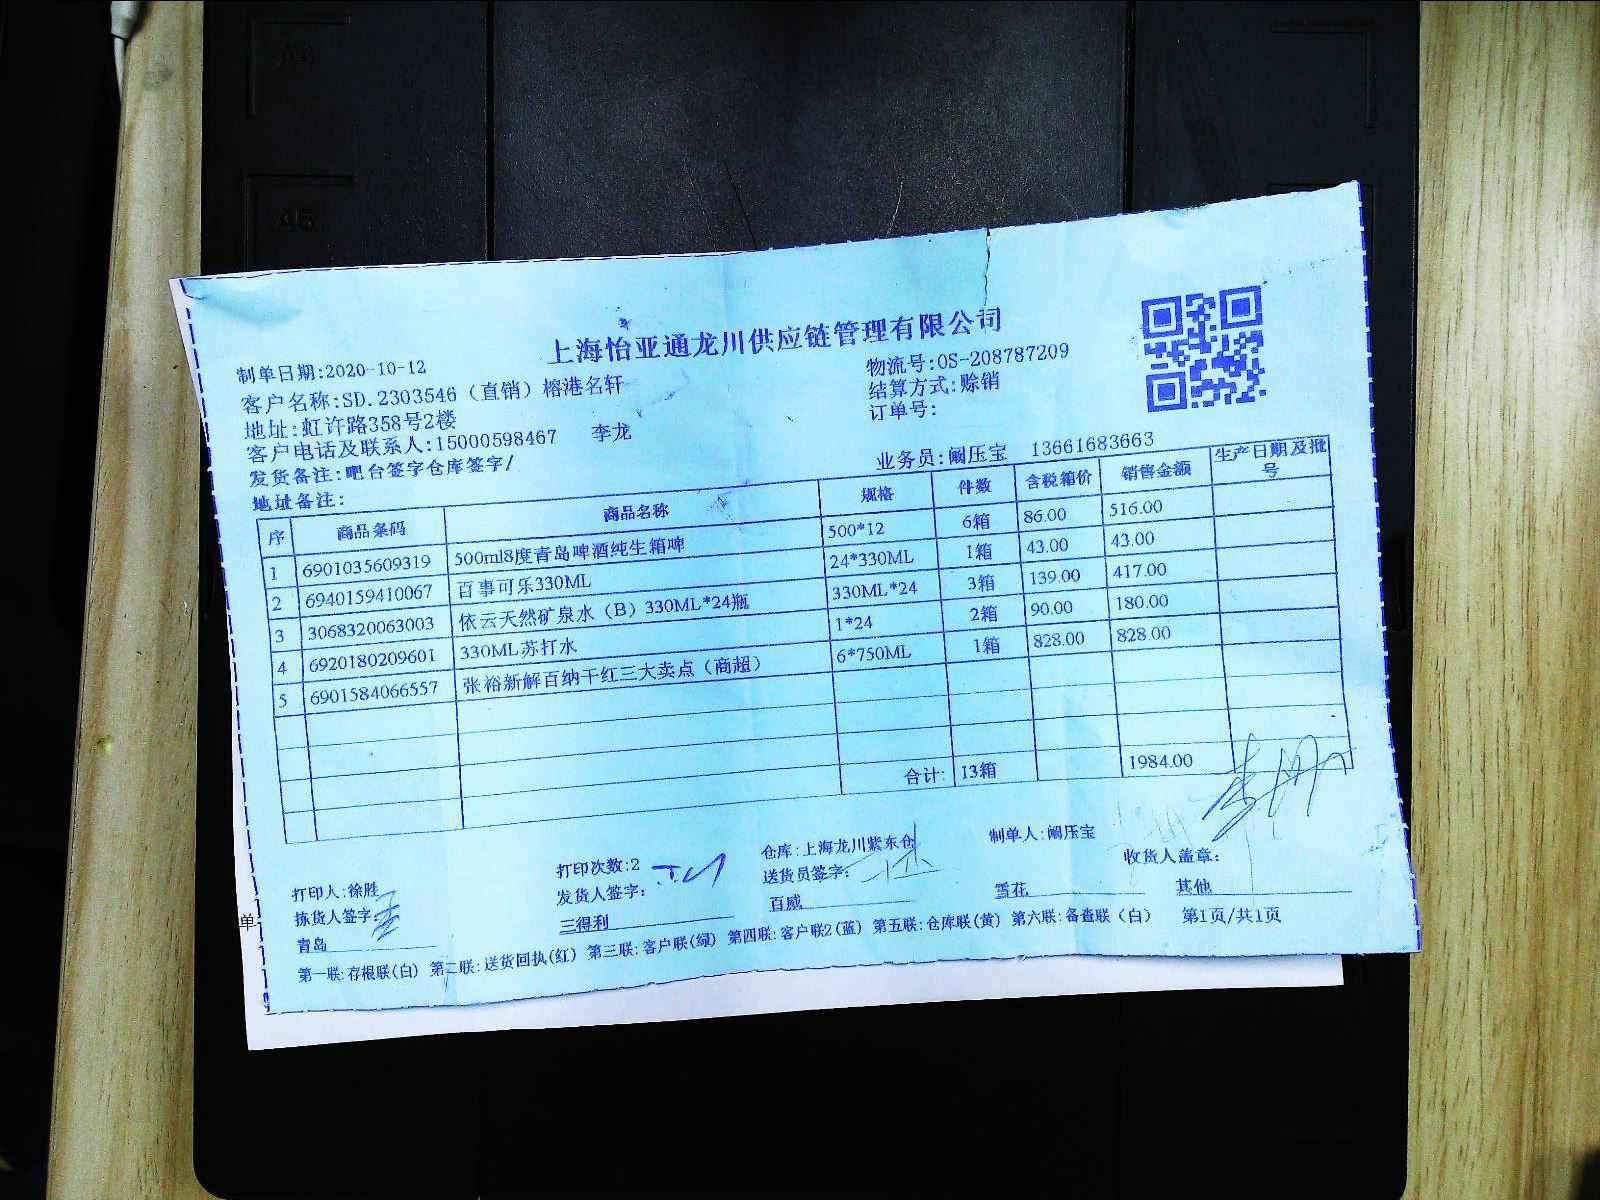 A4
A5
上海怡亚通龙川供应链管理有限公司
制单日期:2020-10-12
物流号:OS-208787209
客户名称:SD.2303546（直销）榕港名轩
结算方式:赊销
地址:虹许路358号2楼
订单号:
客户电话及联系人:15000598467 李龙
业务员:阚压宝 13661683663
发货备注:吧台签字仓库签字/
地址备注:
序 商品条码 商品名称 规格 件数 含税箱价 销售金额 生产日期及批号
1 6901035609319 500ml8度青岛啤酒纯生箱啤 500*12 6箱 86.00 516.00
2 6940159410067 百事可乐330ML 24*330ML 1箱 43.00 43.00
3 3068320063003 依云天然矿泉水（B）330ML*24瓶 330ML*24 3箱 139.00 417.00
4 6920180209601 330ML苏打水 1*24 2箱 90.00 180.00
5 6901584066557 张裕新解百纳干红三大卖点（商超） 6*750ML 1箱 828.00 828.00
合计: 13箱 1984.00
打印人:徐胜 打印次数:2 仓库:上海龙川紫东仓 制单人:阚压宝
拣货人签字: 发货人签字: 送货员签字: 收货人盖章:
青岛 三得利 百威 雪花 其他
第一联:存根联(白) 第二联:送货回执(红) 第三联:客户联(绿) 第四联:客户联2(蓝) 第五联:仓库联(黄) 第六联:备查联（白） 第1页/共1页
单